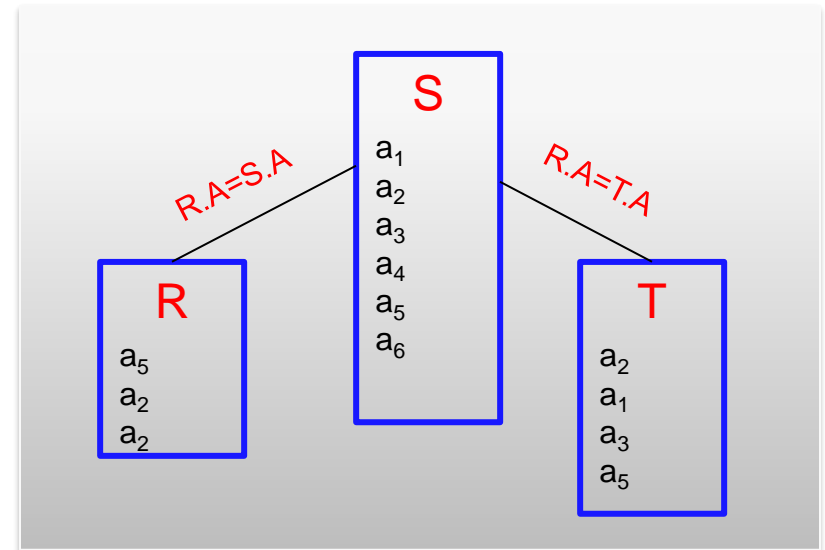 S
a₁
a₂
a₃
a₄
a₅
a₆
R.A=S.A
R.A=T.A
R
a₅
a₂
a₂
T
a₂
a₁
a₃
a₅